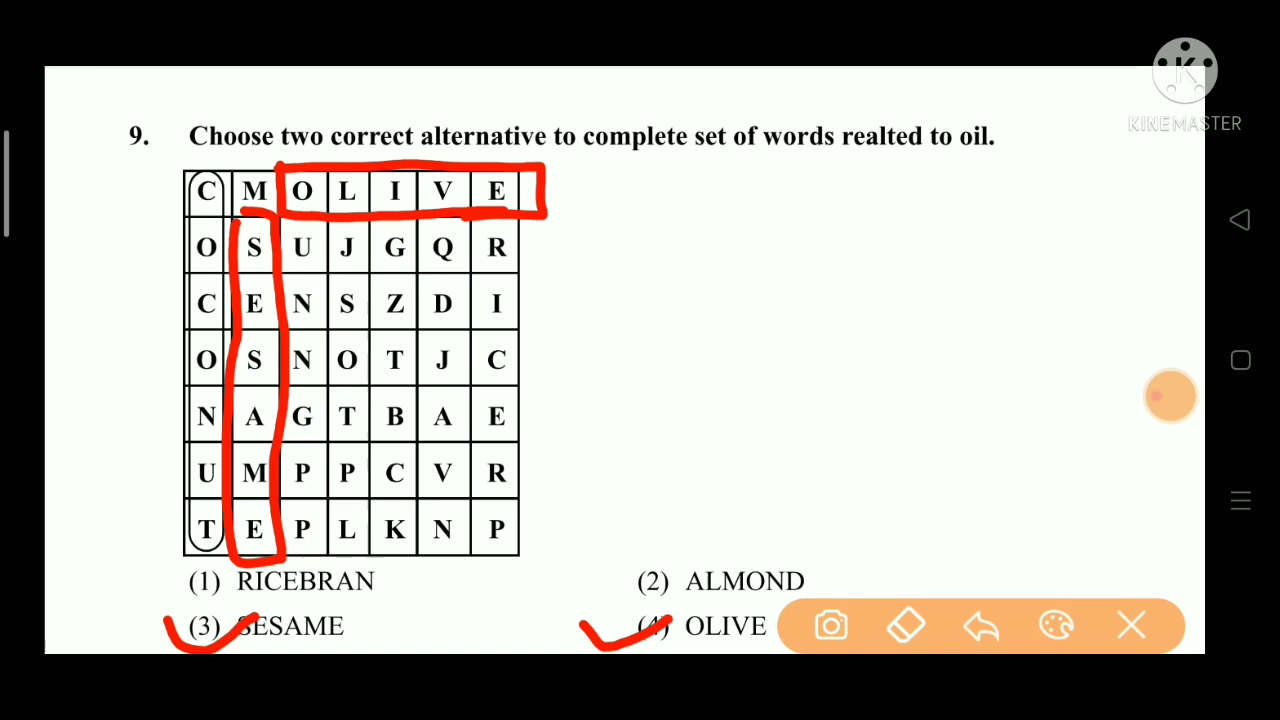 KINEMASTER
9. Choose two correct alternative to complete set of words realted to oil.
C M O L I V E
O S U J G Q R
C E N S Z D I
O S N O T J C
N A G T B A E
U M P P C V R
T E P L K N P
(1) RICEBRAN (2) ALMOND
(3) SESAME (4) OLIVE